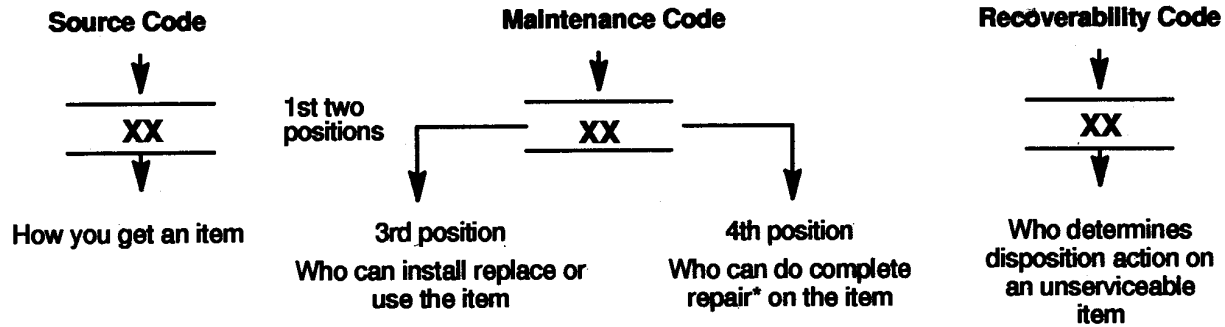 Source Code
Maintenance Code
Recoverability Code
XX
1st two
positions
XX
XX
How you get an item
3rd position
Who can install replace or
use the item
4th position
Who can do complete
repair* on the item
Who determines
disposition action on
an unserviceable
item